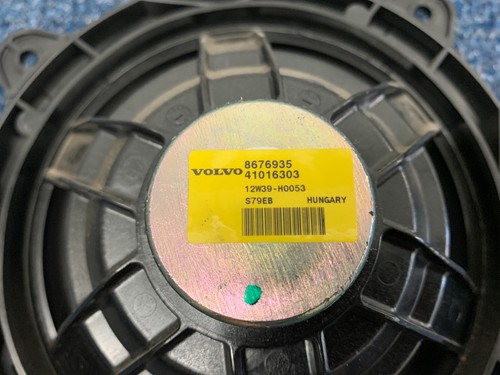 VOLVO 8676935
41016303
12W39-H0053
S79EB HUNGARY